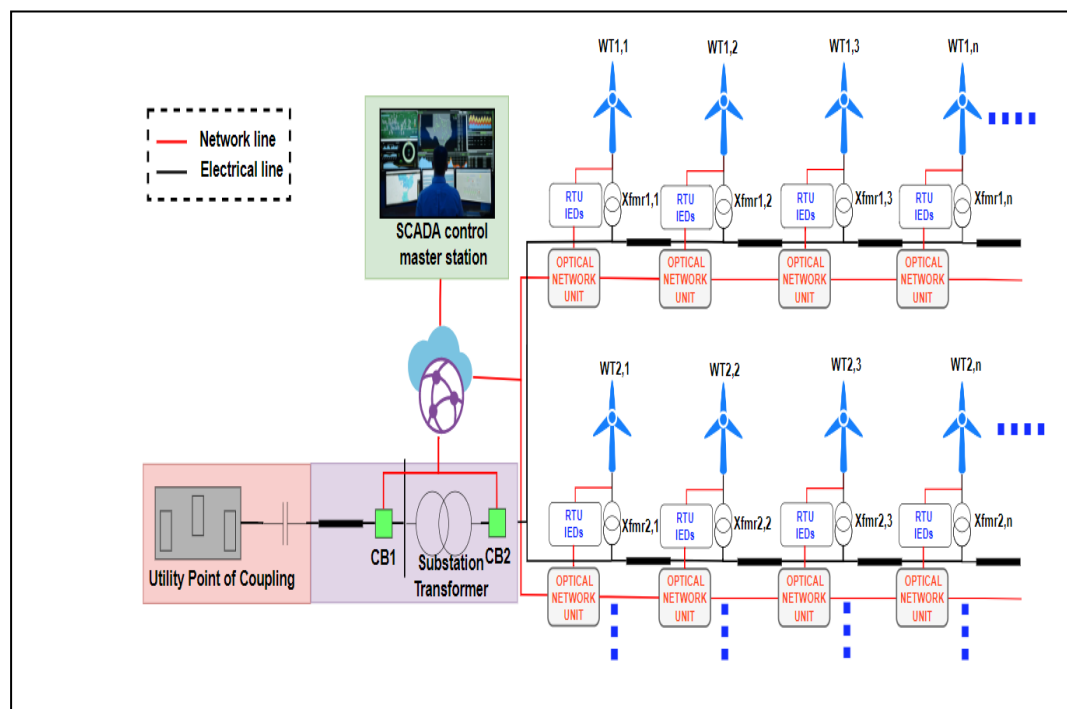 WT1,1
WT1,2
WT1,3
WT1,n
Network line
Electrical line
SCADA control
master station
RTU
IEDs
Xfmr1,1
RTU
IEDs
Xfmr1,2
RTU
IEDs
Xfmr1,3
RTU
IEDs
Xfmr1,n
OPTICAL
NETWORK
UNIT
OPTICAL
NETWORK
UNIT
OPTICAL
NETWORK
UNIT
OPTICAL
NETWORK
UNIT
WT2,1
WT2,2
WT2,3
WT2,n
RTU
IEDs
Xfmr2,1
RTU
IEDs
Xfmr2,2
RTU
IEDs
Xfmr2,3
RTU
IEDs
Xfmr2,n
OPTICAL
NETWORK
UNIT
OPTICAL
NETWORK
UNIT
OPTICAL
NETWORK
UNIT
OPTICAL
NETWORK
UNIT
Utility Point of Coupling
CB1
Substation
Transformer
CB2